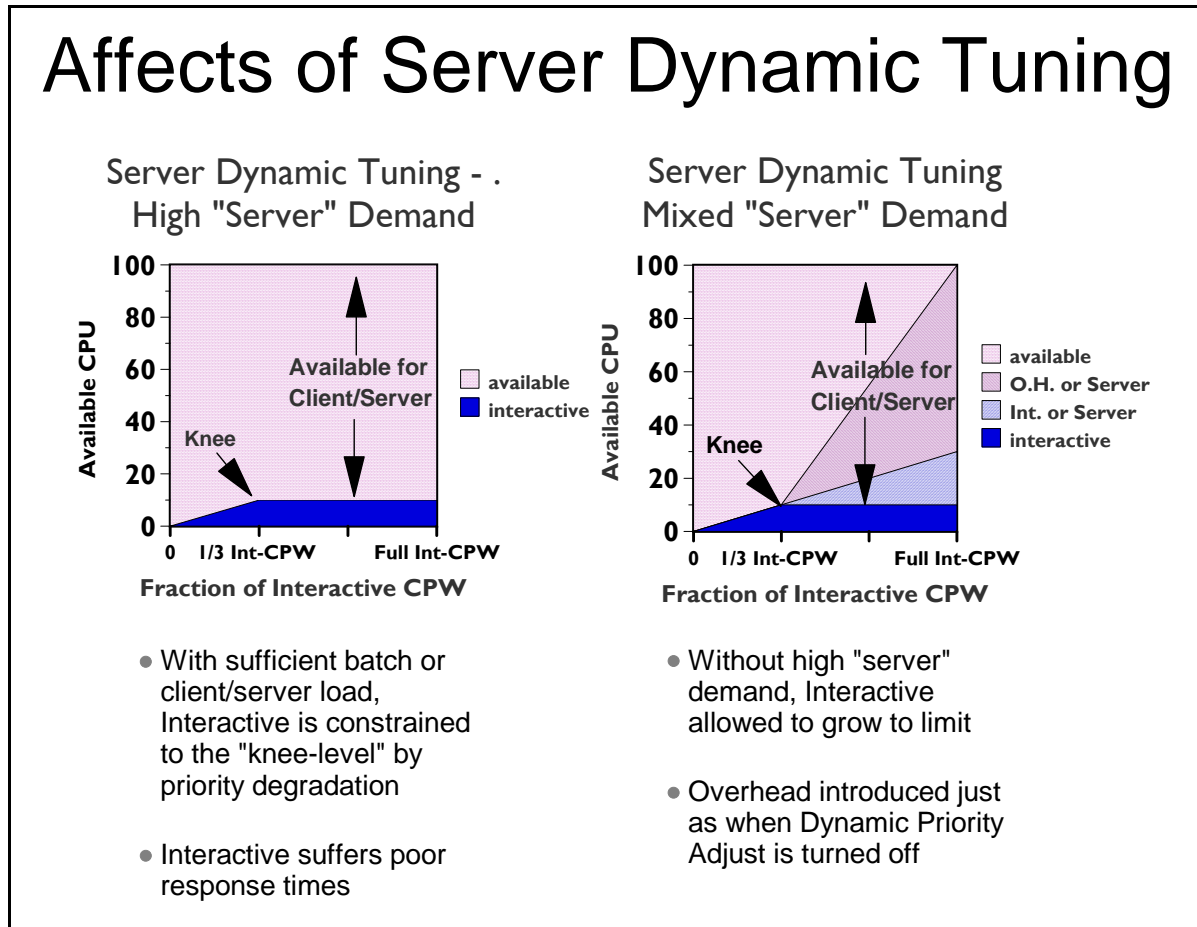 Affects of Server Dynamic Tuning
Server Dynamic Tuning - .
High "Server" Demand
100
80
60
40
20
0
Available CPU
Available for
Client/Server
Knee
available
interactive
0 1/3 Int-CPW Full Int-CPW
Fraction of Interactive CPW
● With sufficient batch or
client/server load,
Interactive is constrained
to the "knee-level" by
priority degradation
● Interactive suffers poor
response times
Server Dynamic Tuning
Mixed "Server" Demand
100
80
60
40
20
0
Available CPU
Available for
Client/Server
Knee
available
O.H. or Server
Int. or Server
interactive
0 1/3 Int-CPW Full Int-CPW
Fraction of Interactive CPW
● Without high "server"
demand, Interactive
allowed to grow to limit
● Overhead introduced just
as when Dynamic Priority
Adjust is turned off